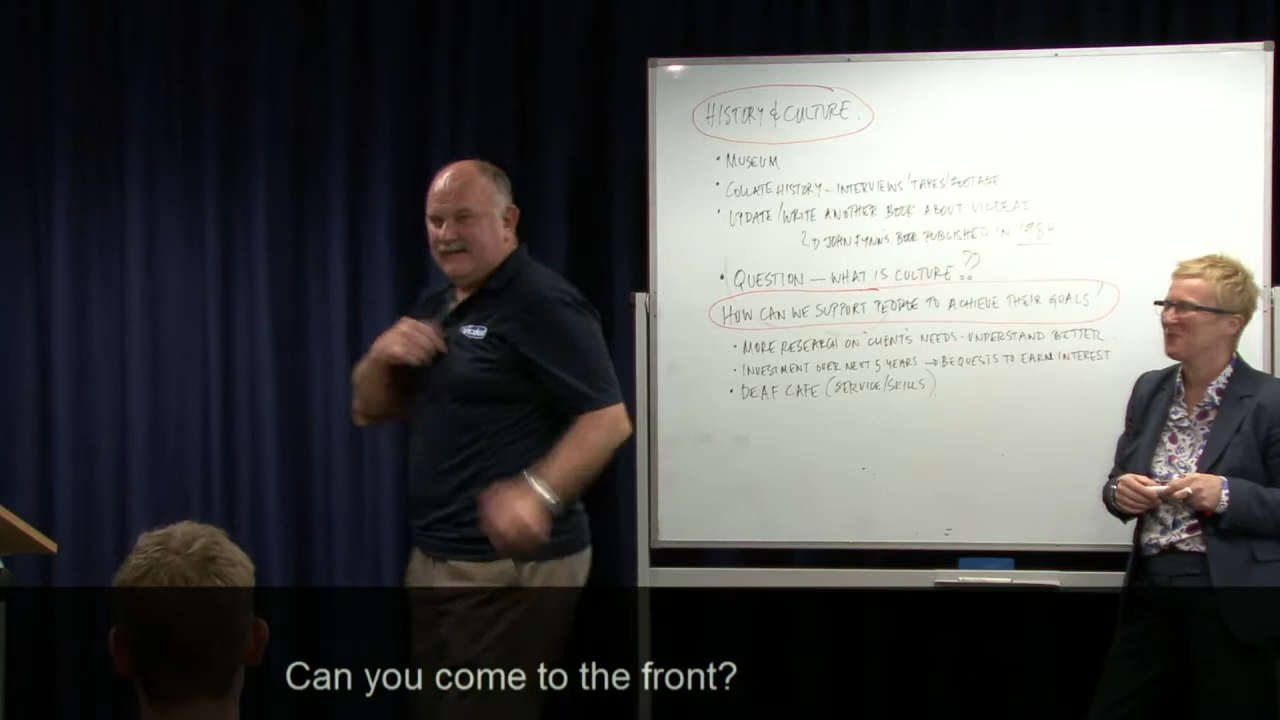 HISTORY & CULTURE.
• MUSEUM
• COLLATE HISTORY – INTERVIEWS/TAPES/FOOTAGE
• UPDATE/WRITE ANOTHER BOOK ABOUT VICDEAF
JOHN FLYNN'S BOOK PUBLISHED IN 1984
• QUESTION – WHAT IS CULTURE??
HOW CAN WE SUPPORT PEOPLE TO ACHIEVE THEIR GOALS'
• MORE RESEARCH ON CLIENT'S NEEDS - UNDERSTAND BETTER
• INVESTMENT OVER NEXT 5 YEARS → BEQUESTS TO EARN INTEREST
• DEAF CAFE (SERVICE/SKILLS)
Vicdeaf
Can you come to the front?